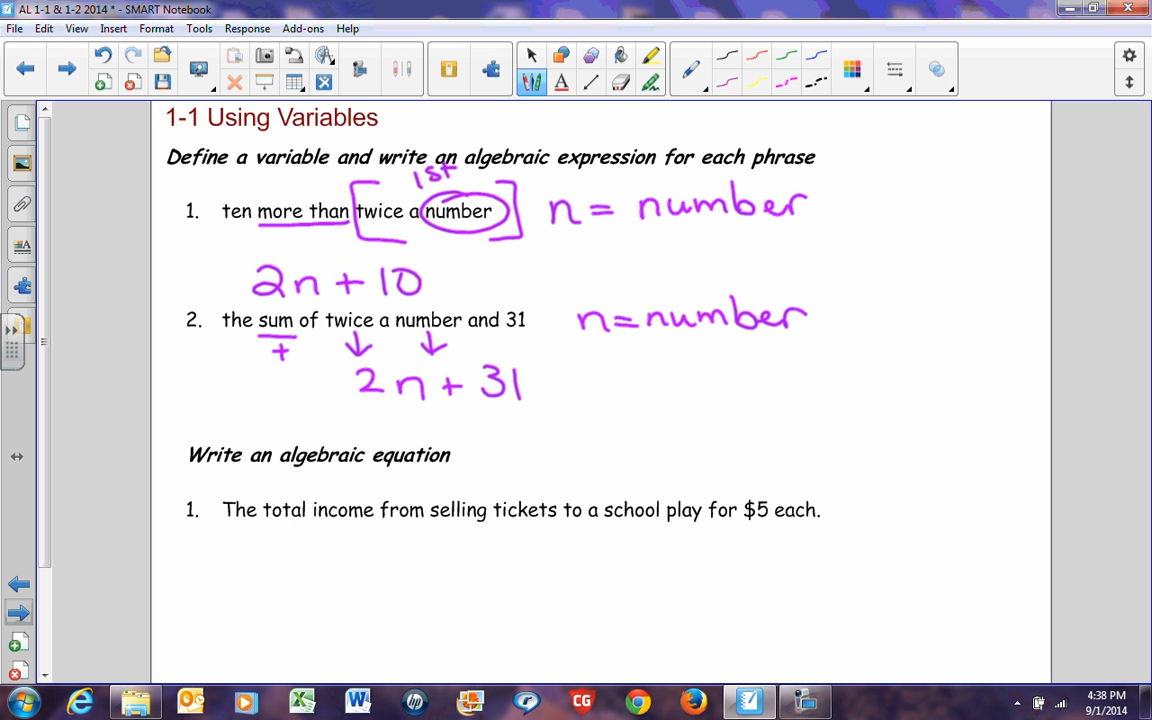 AL 1-1 & 1-2 2014 * - SMART Notebook
File Edit View Insert Format Tools Response Add-ons Help
1-1 Using Variables
Define a variable and write an algebraic expression for each phrase
1st
1. ten more than [twice a number] n = number
2n + 10
2. the sum of twice a number and 31 n = number
+ ↓ ↓
2n + 31
Write an algebraic equation
1. The total income from selling tickets to a school play for $5 each.
4:38 PM
9/1/2014